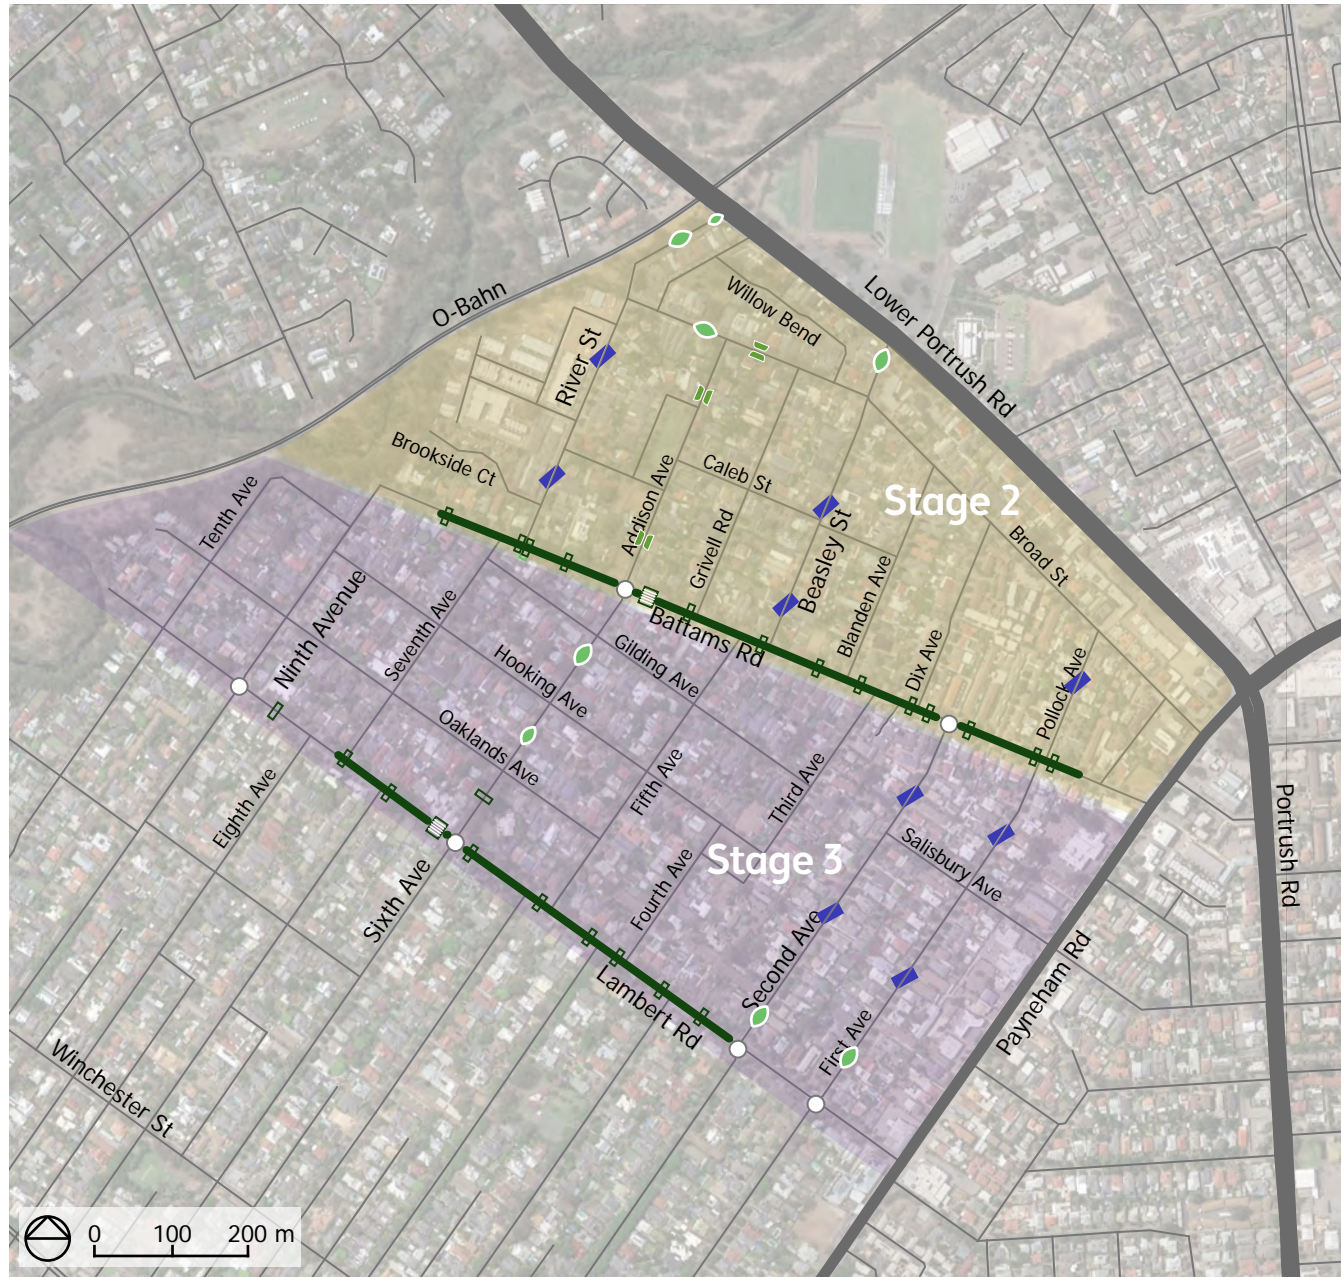 O-Bahn
Willow Bend
Lower Portrush Rd
River St
Brookside Ct
Caleb St
Addison Ave
Stage 2
Tenth Ave
Grivell Rd
Beasley St
Broad St
Ninth Avenue
Seventh Ave
Battams Rd
Blanden Ave
Dix Ave
Pollock Ave
Gilding Ave
Hooking Ave
Oaklands Ave
Fifth Ave
Third Ave
Eighth Ave
Portrush Rd
Stage 3
Salisbury Ave
Fourth Ave
Sixth Ave
Second Ave
Lambert Rd
Payneham Rd
First Ave
Winchester St
0 100 200 m